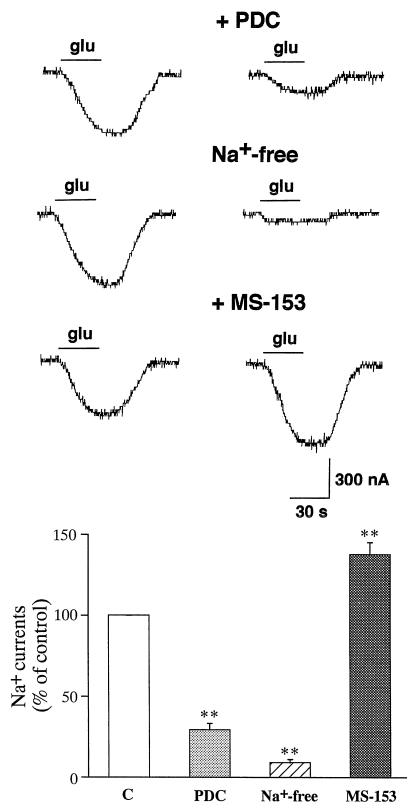 + PDC
glu glu
Na+-free
glu glu
+ MS-153
glu glu
300 nA
30 s
150
100
50
0
Na+ currents
(% of control)
**
**
**
**
C PDC Na+-free MS-153